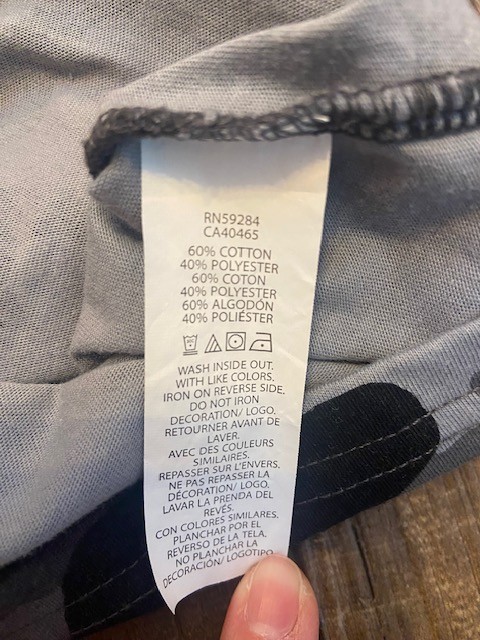 RN59284
CA40465
60% COTTON
40% POLYESTER
60% COTON
40% POLYESTER
60% ALGODÓN
40% POLIÉSTER
WASH INSIDE OUT.
WITH LIKE COLORS.
IRON ON REVERSE SIDE.
DO NOT IRON
DECORATION/ LOGO.
RETOURNER AVANT DE
LAVER.
AVEC DES COULEURS
SIMILAIRES.
REPASSER SUR L'ENVERS.
NE PAS REPASSER LA
DÉCORATION/ LOGO.
LAVAR LA PRENDA DEL
REVÉS.
CON COLORES SIMILARES.
PLANCHAR POR EL
REVERSO DE LA TELA.
NO PLANCHAR LA
DECORACIÓN/ LOGOTIPO.